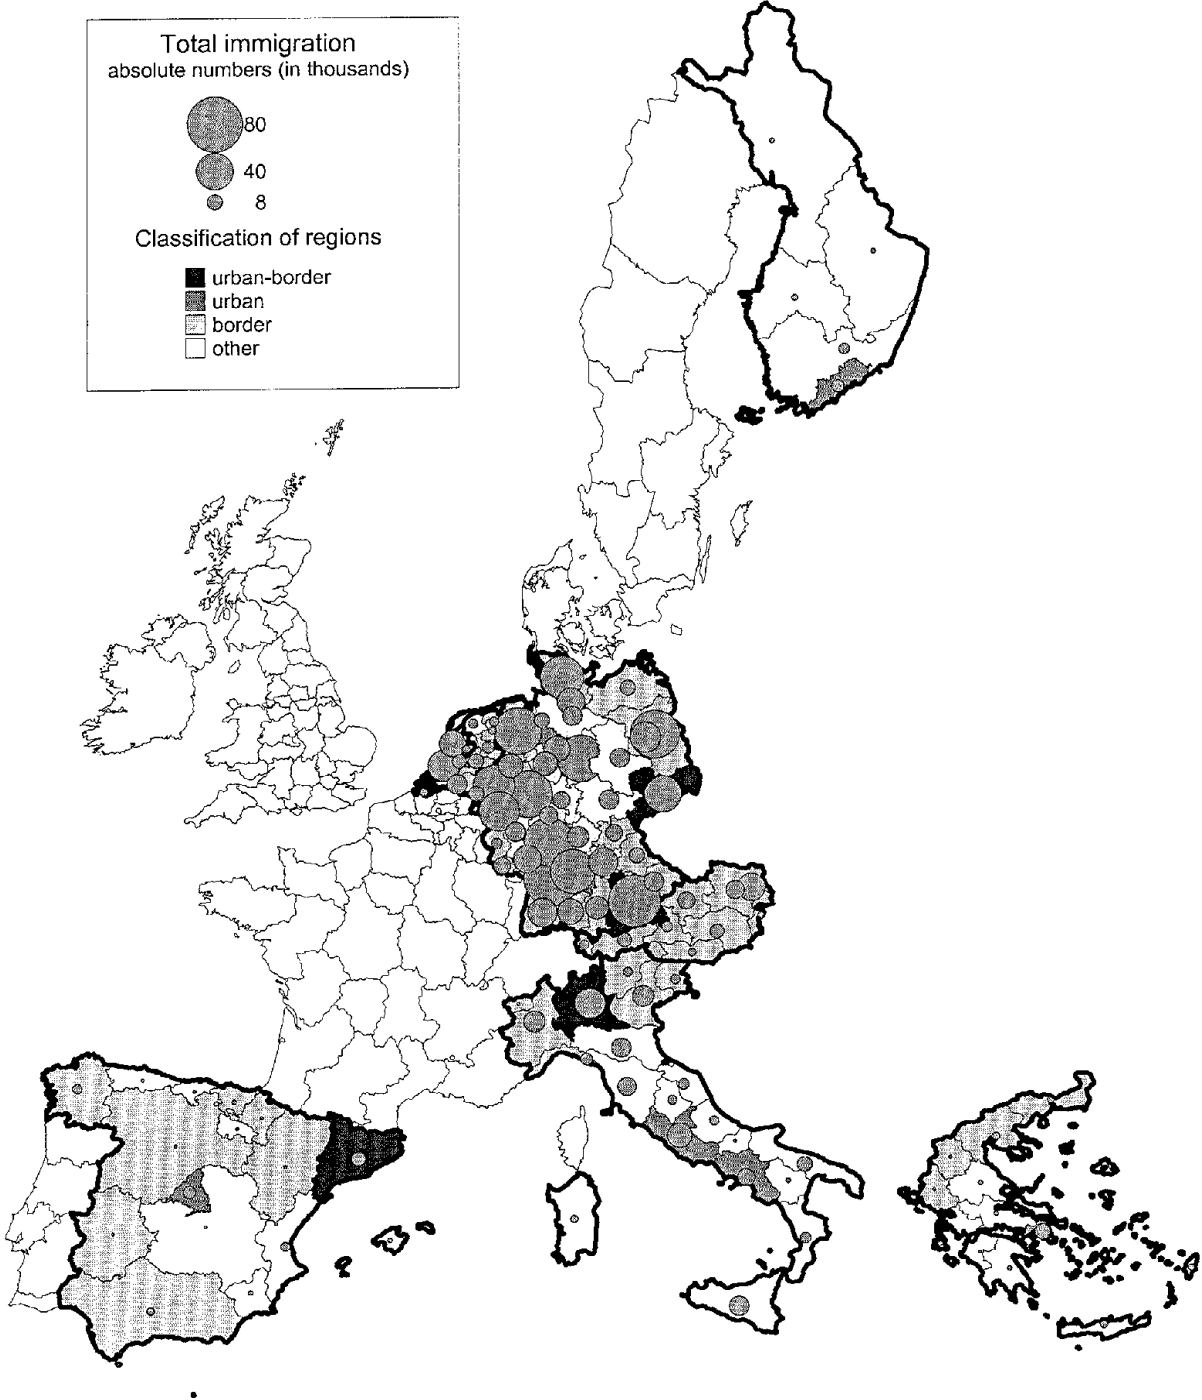 Total immigration
absolute numbers (in thousands)
80
40
8
Classification of regions
urban-border
urban
border
other